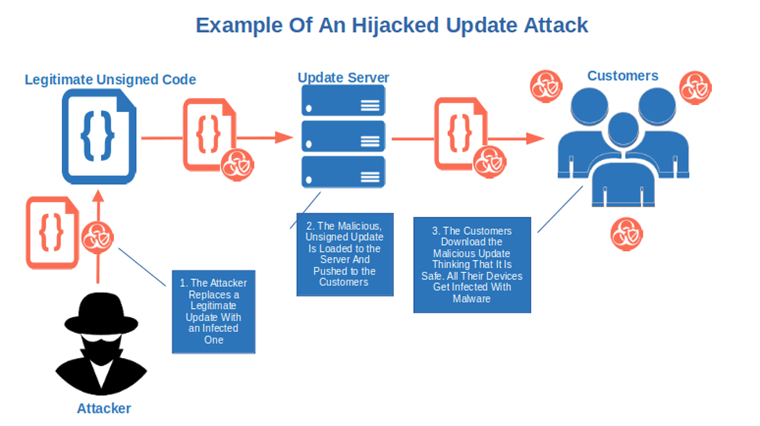 Example Of An Hijacked Update Attack
Legitimate Unsigned Code
Update Server
Customers
{ }
{ }
{ }
{ }
2. The Malicious,
Unsigned Update
Is Loaded to the
Server And
Pushed to the
Customers
3. The Customers
Download the
Malicious Update
Thinking That It Is
Safe. All Their Devices
Get Infected With
Malware
1. The Attacker
Replaces a
Legitimate
Update With
an Infected
One
Attacker